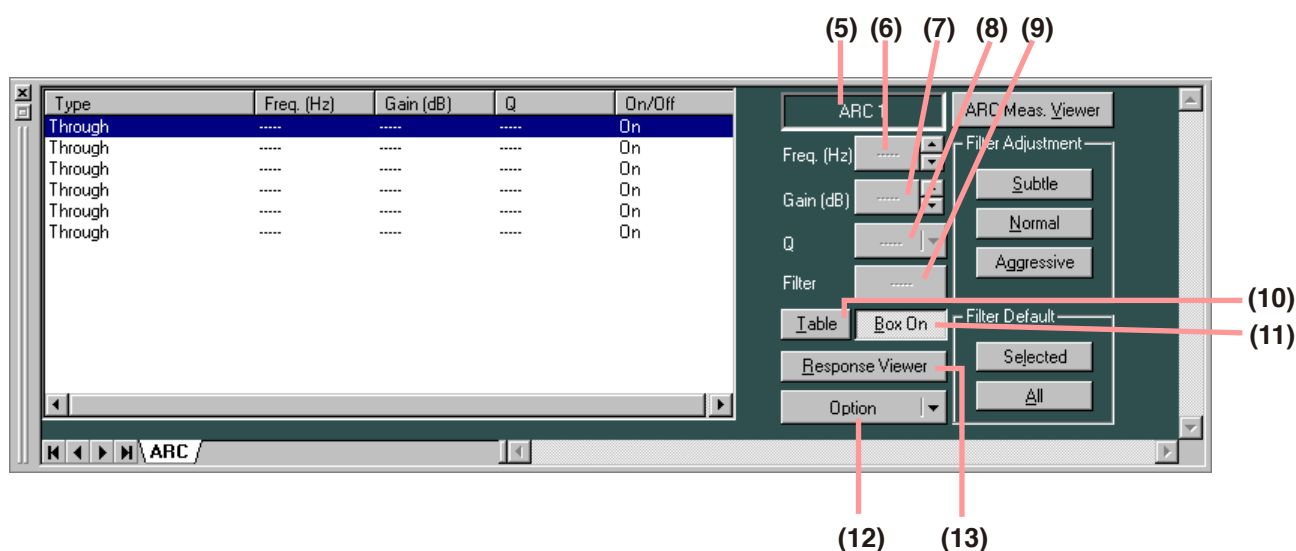 (5) (6) (7) (8) (9)
Type Freq. (Hz) Gain (dB) Q On/Off
Through ----- ----- ----- On
Through ----- ----- ----- On
Through ----- ----- ----- On
Through ----- ----- ----- On
Through ----- ----- ----- On
Through ----- ----- ----- On
ARC
ARC 1
Freq. (Hz) -----
Gain (dB) -----
Q -----
Filter -----
Table Box On
Response Viewer
Option
ARC Meas. Viewer
Filter Adjustment
Subtle
Normal
Aggressive
Filter Default
Selected
All
(10)
(11)
(12) (13)